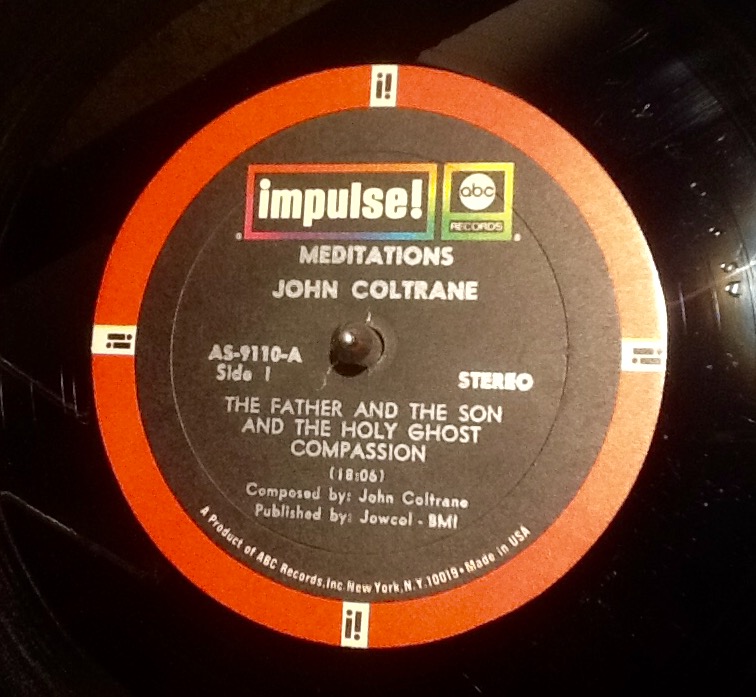 i!
impulse!
abc
RECORDS
®
®
MEDITATIONS
JOHN COLTRANE
i!
i!
AS-9110-A
Side 1
STEREO
THE FATHER AND THE SON
AND THE HOLY GHOST
COMPASSION
(18:06)
Composed by: John Coltrane
Published by: Jowcol - BMI
A Product of ABC Records, Inc. New York, N.Y. 10019 • Made in USA
i!